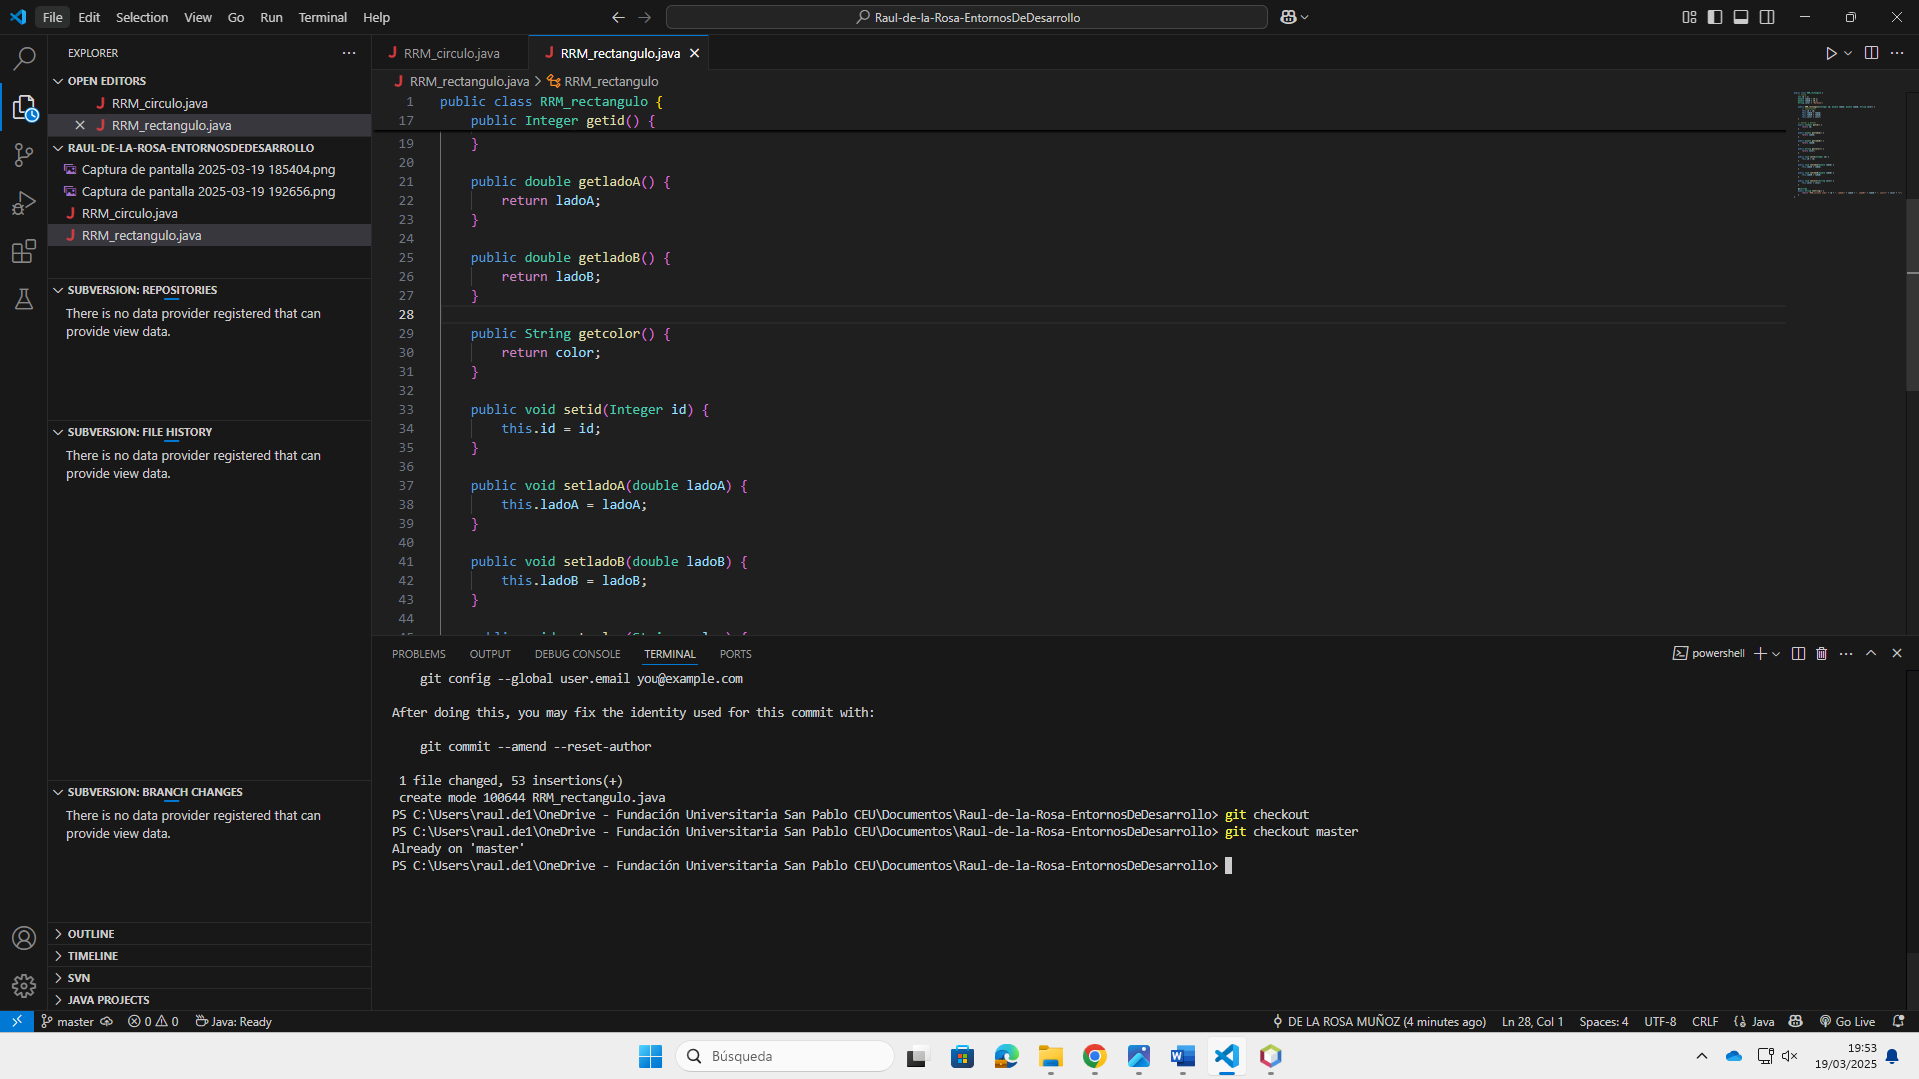 File Edit Selection View Go Run Terminal Help
Raul-de-la-Rosa-EntornosDeDesarrollo
EXPLORER
OPEN EDITORS
RRM_circulo.java
RRM_rectangulo.java
RAUL-DE-LA-ROSA-ENTORNOSDEDESARROLLO
Captura de pantalla 2025-03-19 185404.png
Captura de pantalla 2025-03-19 192656.png
RRM_circulo.java
RRM_rectangulo.java
SUBVERSION: REPOSITORIES
There is no data provider registered that can
provide view data.
SUBVERSION: FILE HISTORY
There is no data provider registered that can
provide view data.
SUBVERSION: BRANCH CHANGES
There is no data provider registered that can
provide view data.
OUTLINE
TIMELINE
SVN
JAVA PROJECTS
RRM_circulo.java
RRM_rectangulo.java
RRM_rectangulo.java > RRM_rectangulo
1 public class RRM_rectangulo {
17 public Integer getid() {
19 }
20
21 public double getladoA() {
22 return ladoA;
23 }
24
25 public double getladoB() {
26 return ladoB;
27 }
28
29 public String getcolor() {
30 return color;
31 }
32
33 public void setid(Integer id) {
34 this.id = id;
35 }
36
37 public void setladoA(double ladoA) {
38 this.ladoA = ladoA;
39 }
40
41 public void setladoB(double ladoB) {
42 this.ladoB = ladoB;
43 }
44
PROBLEMS OUTPUT DEBUG CONSOLE TERMINAL PORTS
powershell
git config --global user.email you@example.com
After doing this, you may fix the identity used for this commit with:
git commit --amend --reset-author
1 file changed, 53 insertions(+)
create mode 100644 RRM_rectangulo.java
PS C:\Users\raul.de1\OneDrive - Fundación Universitaria San Pablo CEU\Documentos\Raul-de-la-Rosa-EntornosDeDesarrollo> git checkout
PS C:\Users\raul.de1\OneDrive - Fundación Universitaria San Pablo CEU\Documentos\Raul-de-la-Rosa-EntornosDeDesarrollo> git checkout master
Already on 'master'
PS C:\Users\raul.de1\OneDrive - Fundación Universitaria San Pablo CEU\Documentos\Raul-de-la-Rosa-EntornosDeDesarrollo>
master 0 0 Java: Ready
DE LA ROSA MUÑOZ (4 minutes ago) Ln 28, Col 1 Spaces: 4 UTF-8 CRLF {} Java Go Live
Búsqueda
19:53
19/03/2025